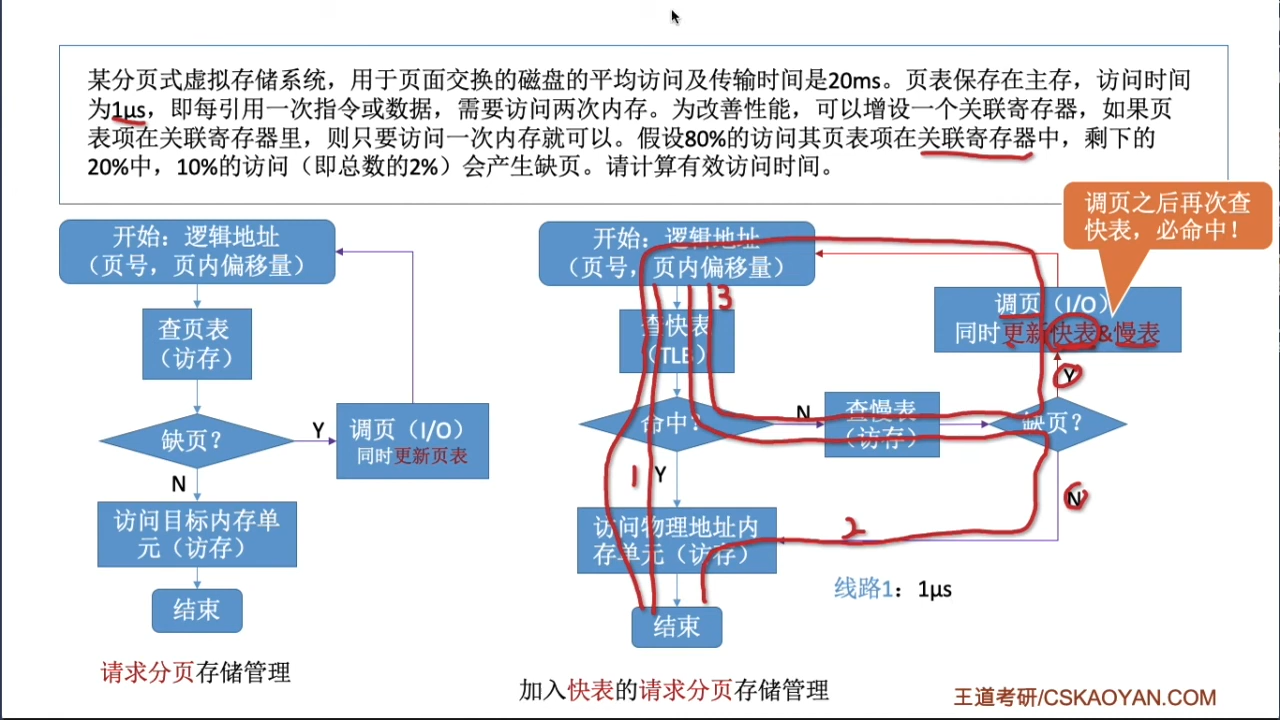 某分页式虚拟存储系统，用于页面交换的磁盘的平均访问及传输时间是20ms。页表保存在主存，访问时间
为1μs，即每引用一次指令或数据，需要访问两次内存。为改善性能，可以增设一个关联寄存器，如果页
表项在关联寄存器里，则只要访问一次内存就可以。假设80%的访问其页表项在关联寄存器中，剩下的
20%中，10%的访问（即总数的2%）会产生缺页。请计算有效访问时间。
调页之后再次查
快表，必命中！
开始：逻辑地址
（页号，页内偏移量）
查页表
（访存）
缺页？
Y
调页（I/O）
同时更新页表
N
访问目标内存单
元（访存）
结束
请求分页存储管理
开始：逻辑地址
（页号，页内偏移量）
3
查快表
（TLB）
命中？
N
查慢表
（访存）
缺页？
Y
调页（I/O）
同时更新快表&慢表
1
Y
N
2
访问物理地址内
存单元（访存）
线路1：1μs
结束
加入快表的请求分页存储管理
王道考研/CSKAOYAN.COM